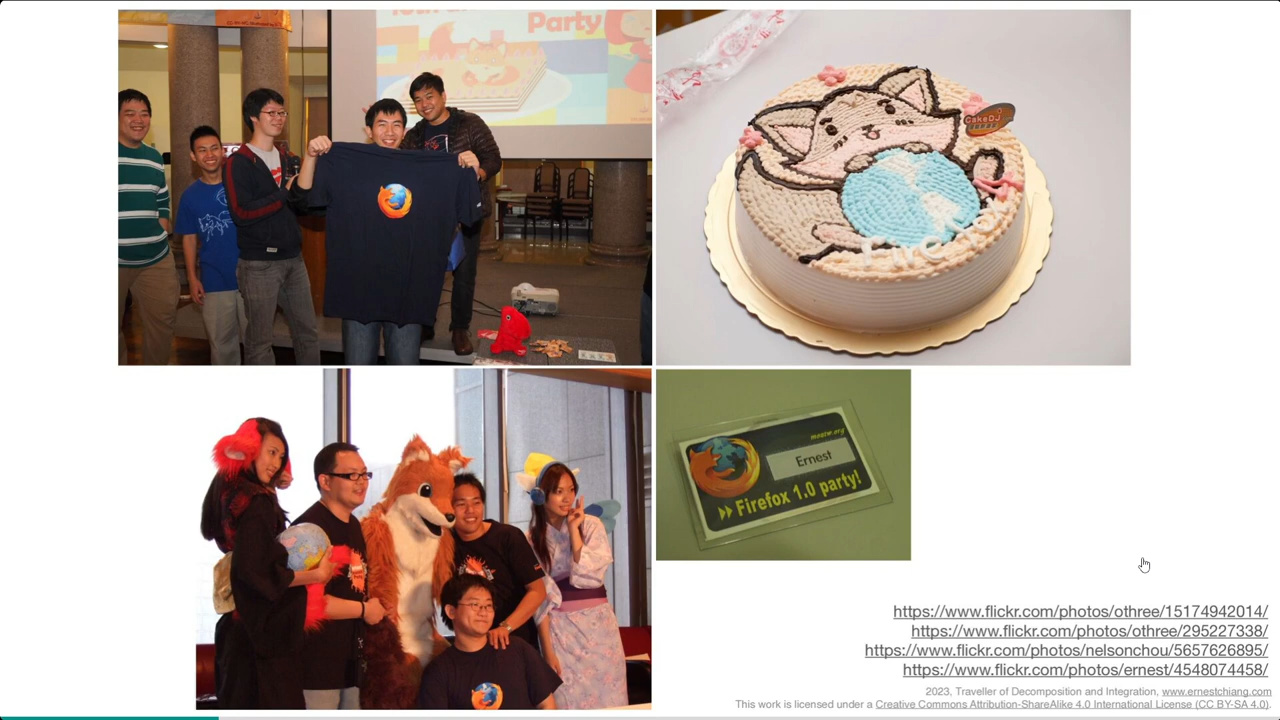 Party
CakeDJ
FireFox
moztw.org
Ernest
Firefox 1.0 party!
https://www.flickr.com/photos/othree/15174942014/
https://www.flickr.com/photos/othree/295227338/
https://www.flickr.com/photos/nelsonchou/5657626895/
https://www.flickr.com/photos/ernest/4548074458/
2023, Traveller of Decomposition and Integration, www.ernestchiang.com
This work is licensed under a Creative Commons Attribution-ShareAlike 4.0 International License (CC BY-SA 4.0).